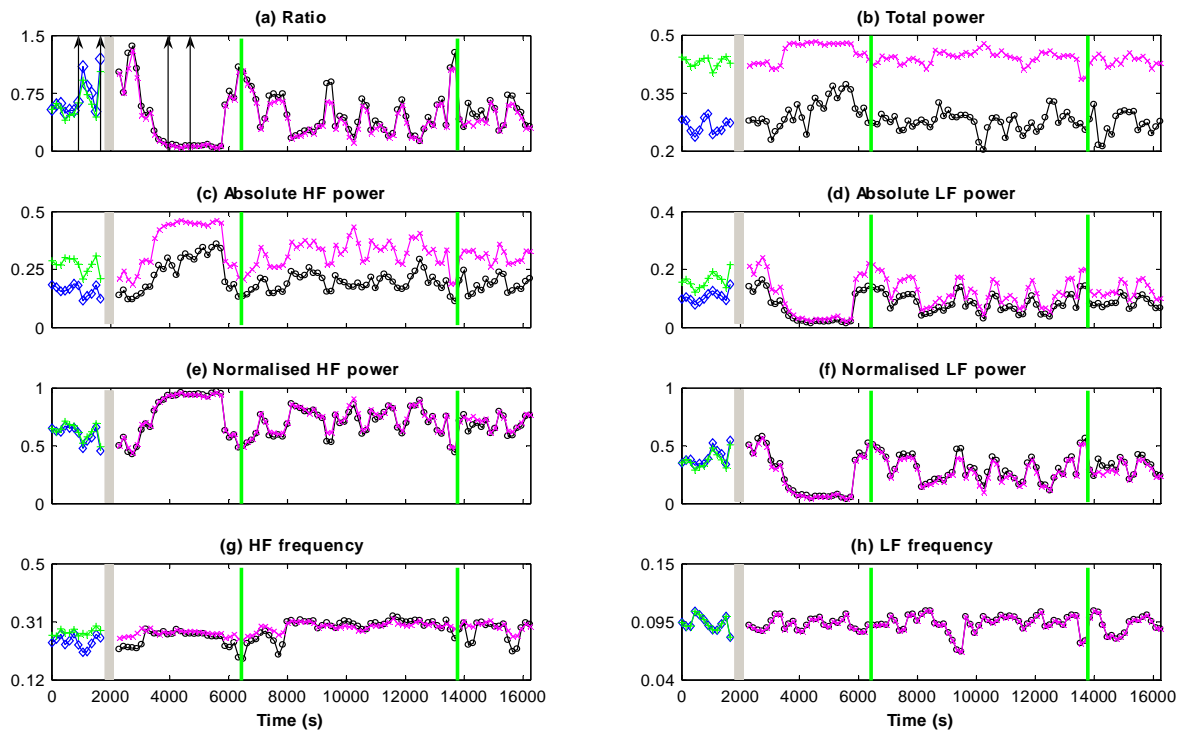 (a) Ratio
1.5
0.75
0
(b) Total power
0.5
0.35
0.2
(c) Absolute HF power
0.5
0.25
0
(d) Absolute LF power
0.4
0.2
0
(e) Normalised HF power
1
0.5
0
(f) Normalised LF power
1
0.5
0
(g) HF frequency
0.5
0.31
0.12
0 2000 4000 6000 8000 10000 12000 14000 16000
Time (s)
(h) LF frequency
0.15
0.095
0.04
0 2000 4000 6000 8000 10000 12000 14000 16000
Time (s)